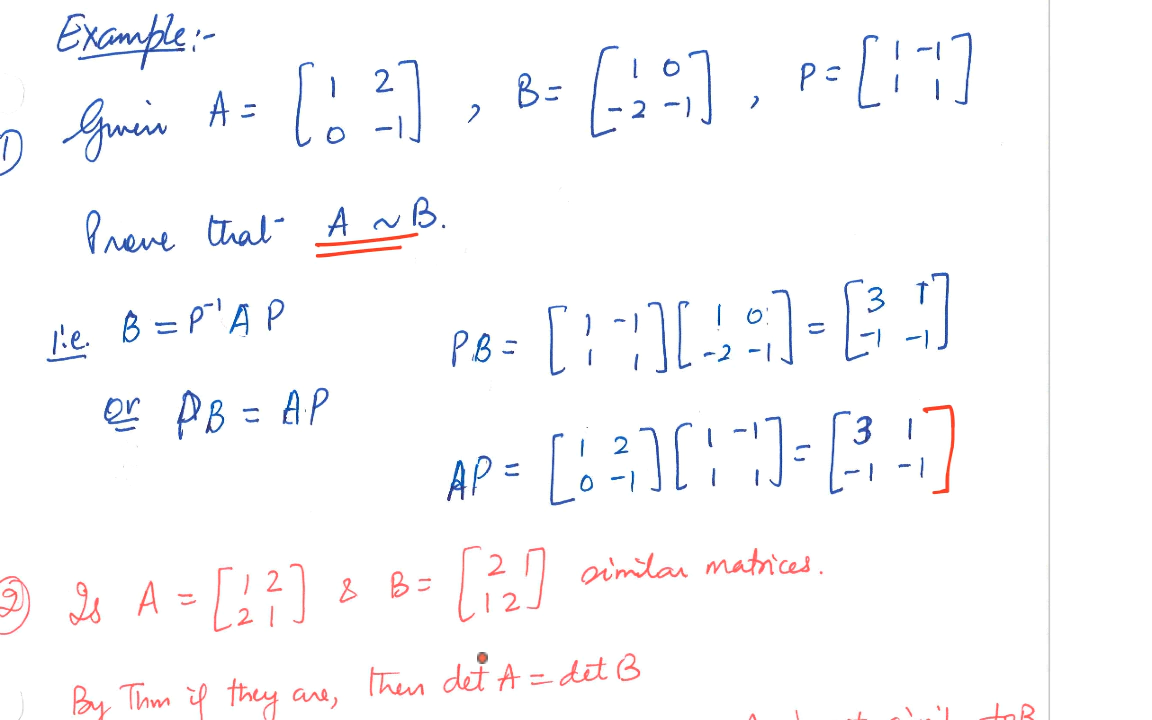 Example:-
1) Given A = [1 2; 0 -1], B = [1 0; -2 -1], P = [1 -1; 1 1]
Prove that A ~ B.
i.e. B = P⁻¹ A P
PB = [1 -1; 1 1][1 0; -2 -1] = [3 1; -1 -1]
or PB = A.P
AP = [1 2; 0 -1][1 -1; 1 1] = [3 1; -1 -1]
2) Is A = [1 2; 2 1] & B = [2 1; 1 2] similar matrices.
By Thm if they are, then det A = det B